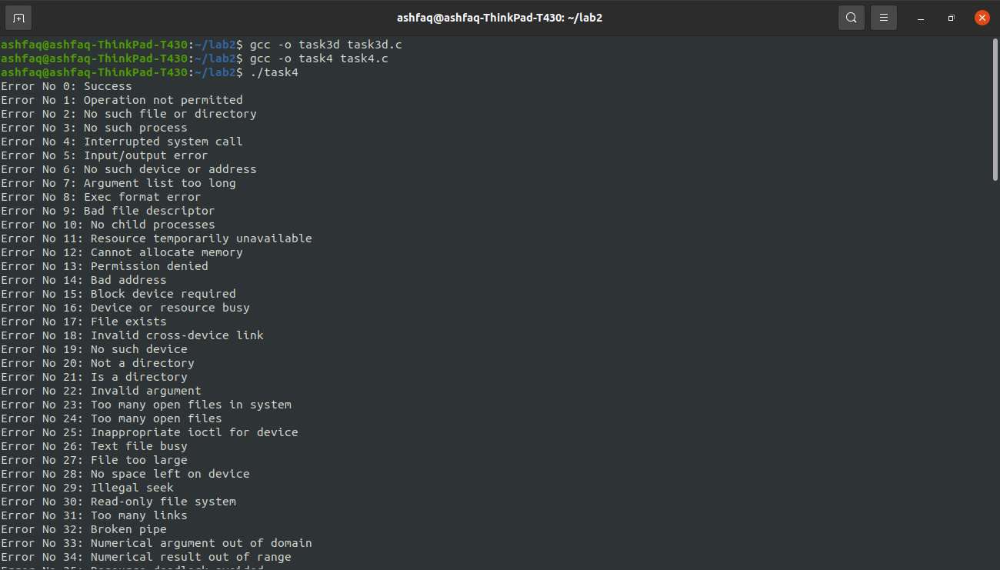 ashfaq@ashfaq-ThinkPad-T430: ~/lab2
ashfaq@ashfaq-ThinkPad-T430:~/lab2$ gcc -o task3d task3d.c
ashfaq@ashfaq-ThinkPad-T430:~/lab2$ gcc -o task4 task4.c
ashfaq@ashfaq-ThinkPad-T430:~/lab2$ ./task4
Error No 0: Success
Error No 1: Operation not permitted
Error No 2: No such file or directory
Error No 3: No such process
Error No 4: Interrupted system call
Error No 5: Input/output error
Error No 6: No such device or address
Error No 7: Argument list too long
Error No 8: Exec format error
Error No 9: Bad file descriptor
Error No 10: No child processes
Error No 11: Resource temporarily unavailable
Error No 12: Cannot allocate memory
Error No 13: Permission denied
Error No 14: Bad address
Error No 15: Block device required
Error No 16: Device or resource busy
Error No 17: File exists
Error No 18: Invalid cross-device link
Error No 19: No such device
Error No 20: Not a directory
Error No 21: Is a directory
Error No 22: Invalid argument
Error No 23: Too many open files in system
Error No 24: Too many open files
Error No 25: Inappropriate ioctl for device
Error No 26: Text file busy
Error No 27: File too large
Error No 28: No space left on device
Error No 29: Illegal seek
Error No 30: Read-only file system
Error No 31: Too many links
Error No 32: Broken pipe
Error No 33: Numerical argument out of domain
Error No 34: Numerical result out of range
Error No 35: Resource deadlock avoided